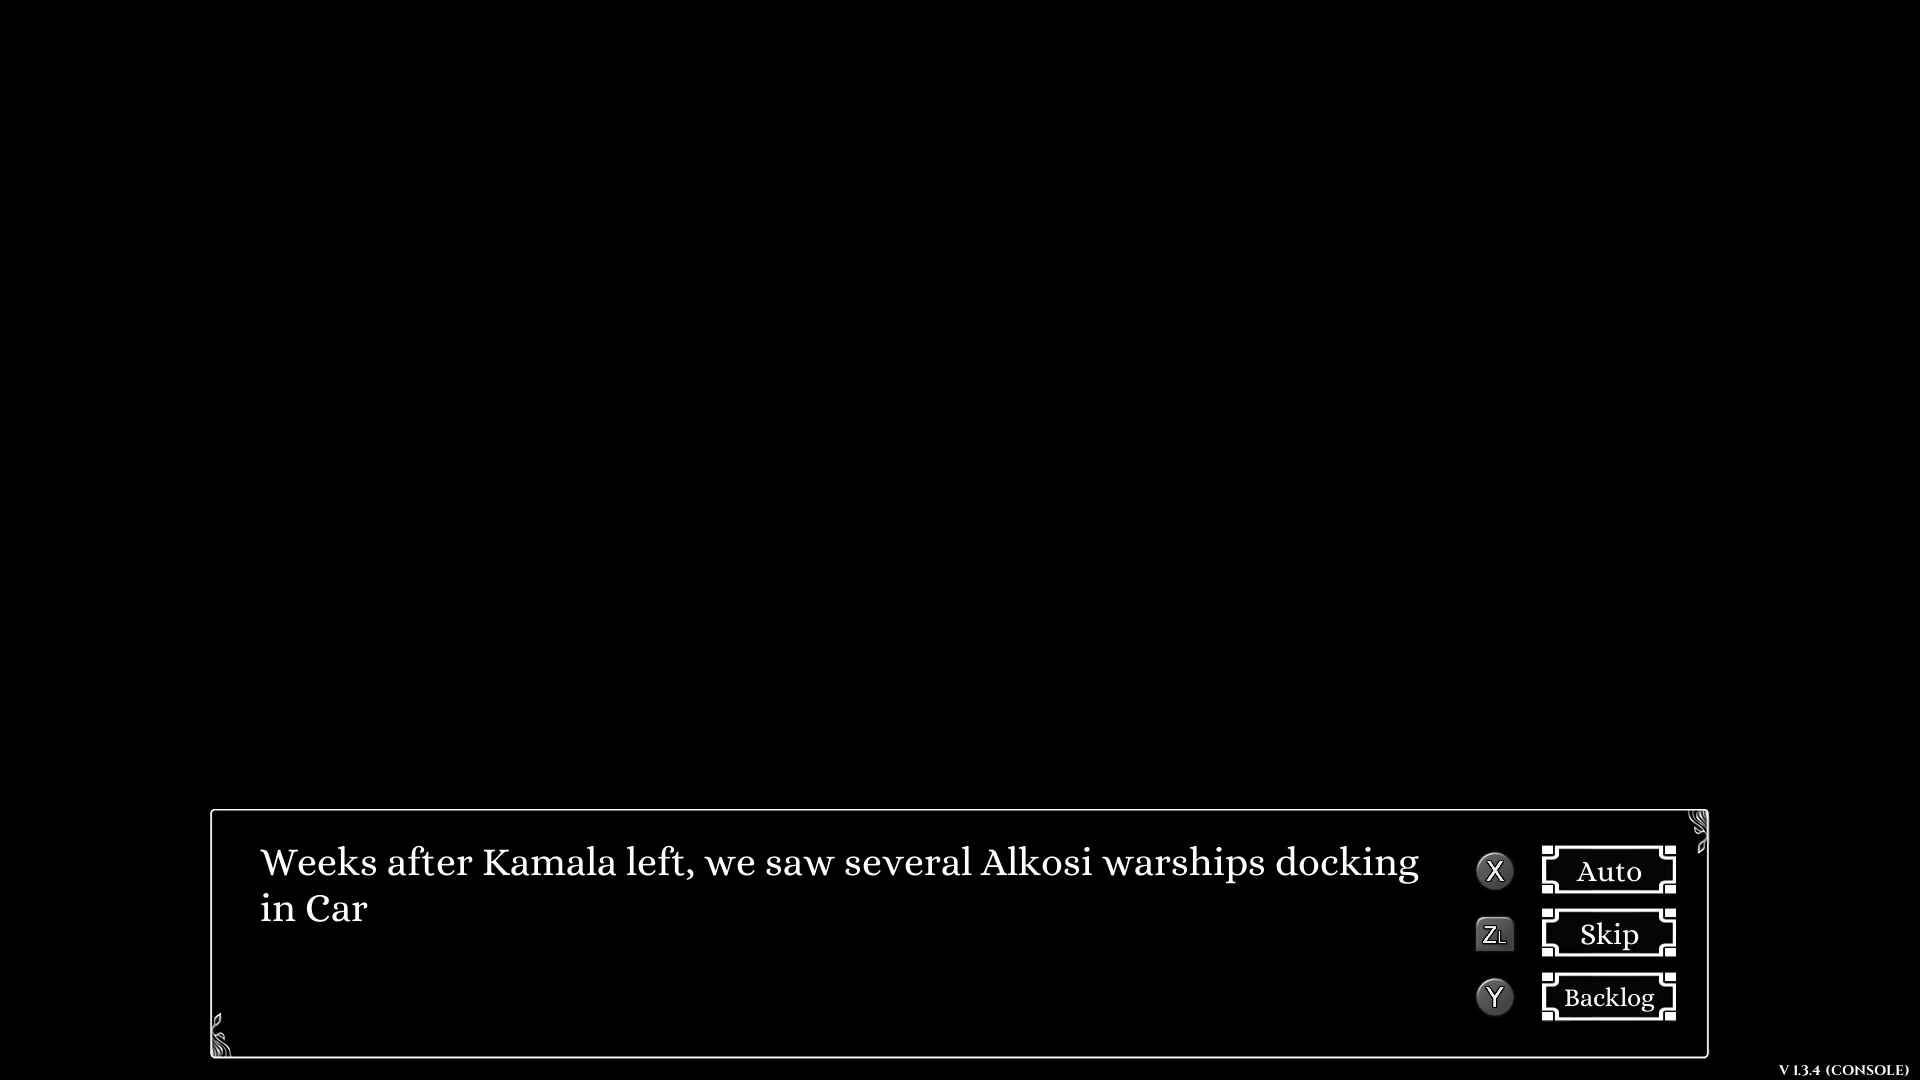 Weeks after Kamala left, we saw several Alkosi warships docking
in Car
X Auto
ZL Skip
Y Backlog
V 1.3.4 (CONSOLE)